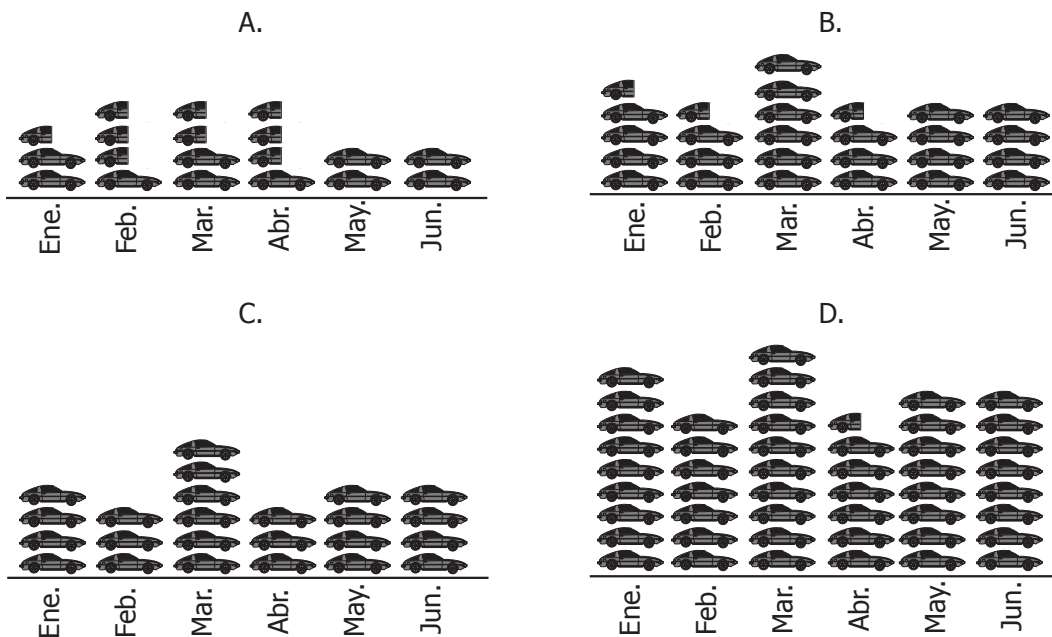 A.
Ene.
Feb.
Mar.
Abr.
May.
Jun.
B.
Ene.
Feb.
Mar.
Abr.
May.
Jun.
C.
Ene.
Feb.
Mar.
Abr.
May.
Jun.
D.
Ene.
Feb.
Mar.
Abr.
May.
Jun.